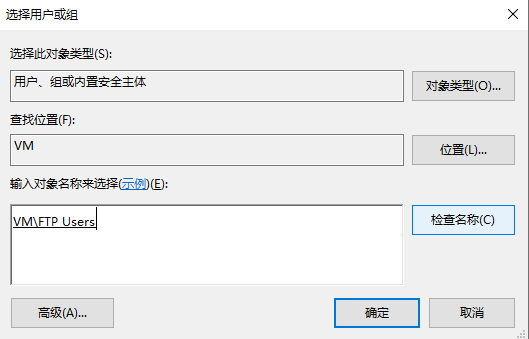 选择用户或组
选择此对象类型(S):
用户、组或内置安全主体
对象类型(O)...
查找位置(F):
VM
位置(L)...
输入对象名称来选择(示例)(E):
VM\FTP Users
检查名称(C)
高级(A)...
确定
取消